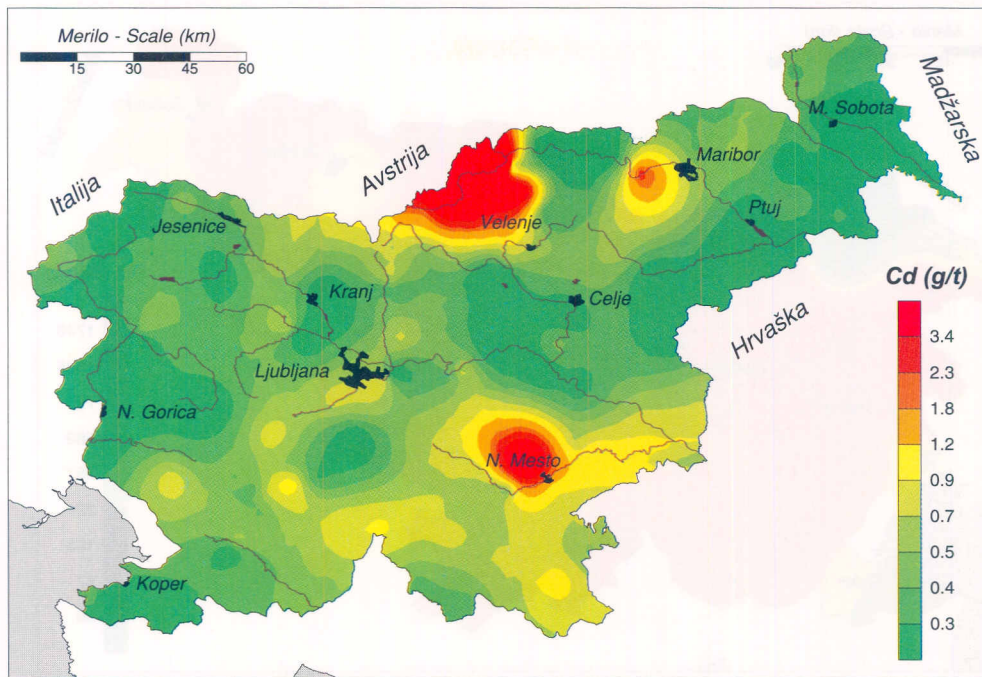 Merilo - Scale (km)
15 30 45 60
Madžarska
M. Sobota
Avstrija
Maribor
Italija
Ptuj
Jesenice
Velenje
Cd (g/t)
Kranj
Celje
Hrvaška
3.4
Ljubljana
2.3
N. Gorica
1.8
1.2
N. Mesto
0.9
0.7
0.5
Koper
0.4
0.3